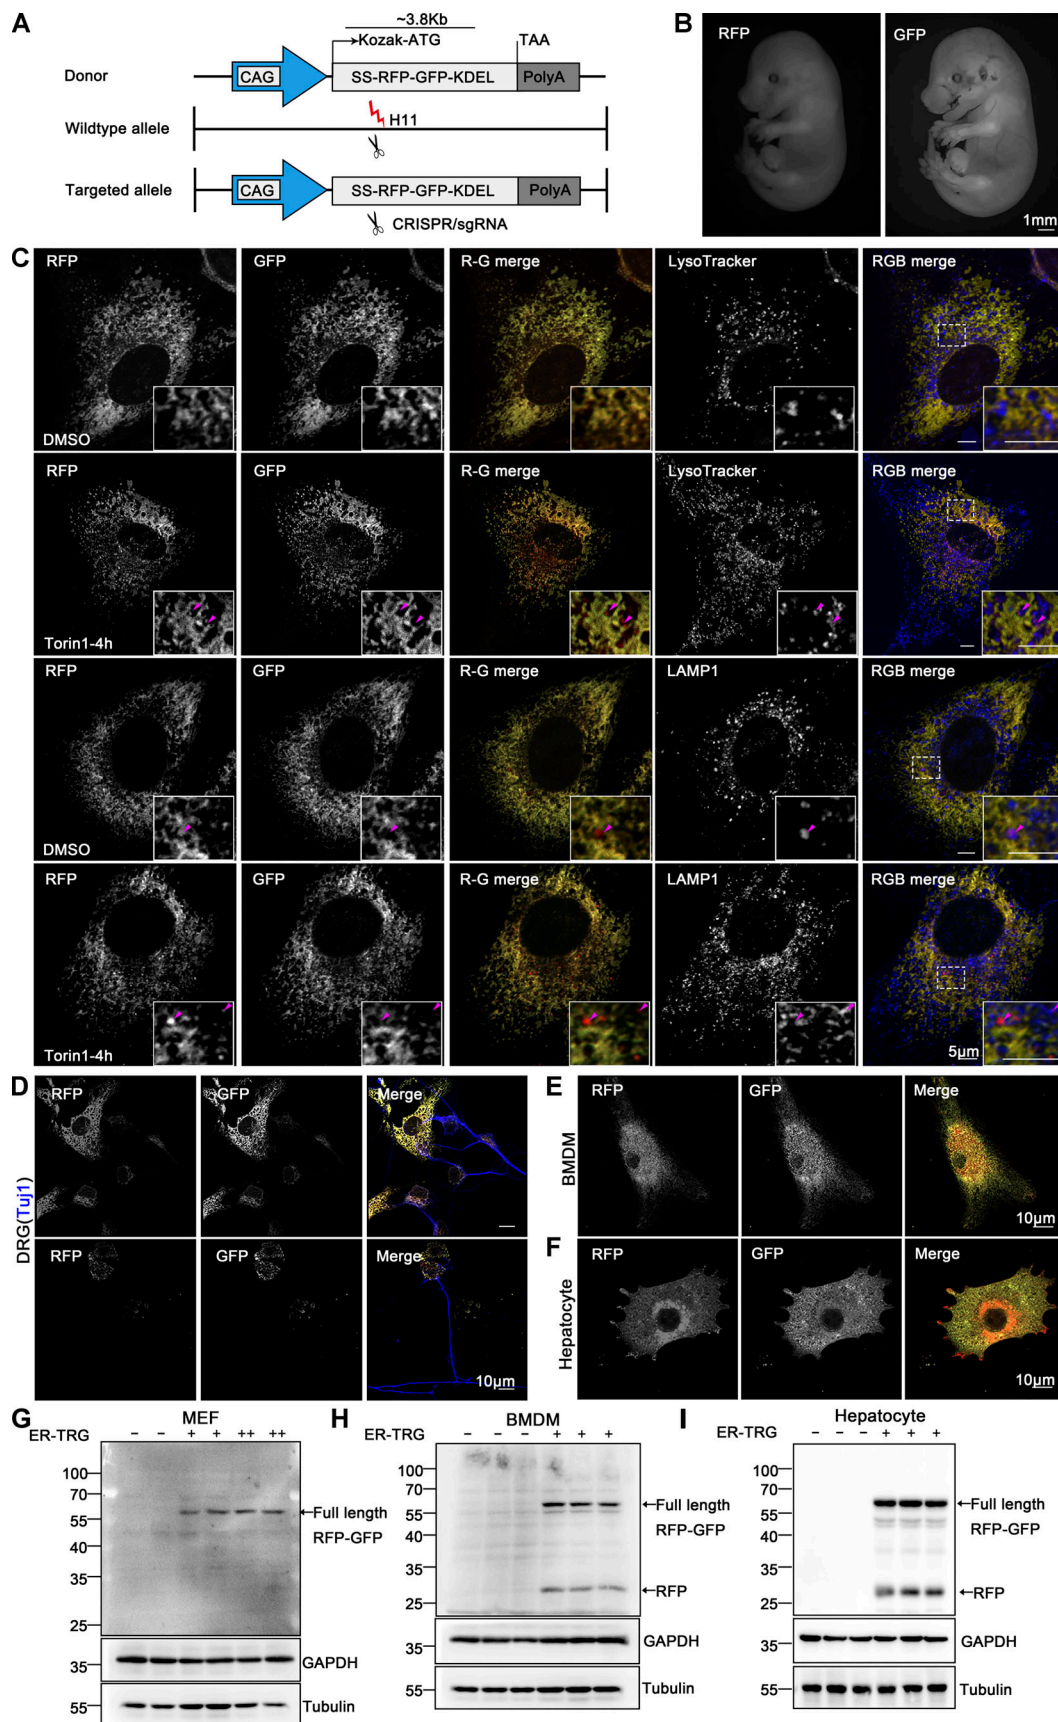 A
~3.8Kb
Kozak-ATG
TAA
Donor
CAG
SS-RFP-GFP-KDEL
PolyA
Wildtype allele
H11
Targeted allele
CAG
SS-RFP-GFP-KDEL
PolyA
CRISPR/sgRNA
B
RFP
GFP
1mm
C
RFP
GFP
R-G merge
LysoTracker
RGB merge
DMSO
RFP
GFP
R-G merge
LysoTracker
RGB merge
Torin1-4h
RFP
GFP
R-G merge
LAMP1
RGB merge
DMSO
RFP
GFP
R-G merge
LAMP1
RGB merge
Torin1-4h
5μm
D
DRG(Tuj1)
RFP
GFP
Merge
RFP
GFP
Merge
10μm
E
BMDM
RFP
GFP
Merge
10μm
F
Hepatocyte
RFP
GFP
Merge
10μm
G
MEF
ER-TRG
− − + + ++ ++
100
70
55
40
35
25
←Full length
RFP-GFP
35
GAPDH
55
Tubulin
H
BMDM
ER-TRG
− − − + + +
100
70
55
40
35
25
←Full length
RFP-GFP
←RFP
35
GAPDH
55
Tubulin
I
Hepatocyte
ER-TRG
− − − + + +
100
70
55
40
35
25
←Full length
RFP-GFP
←RFP
35
GAPDH
55
Tubulin